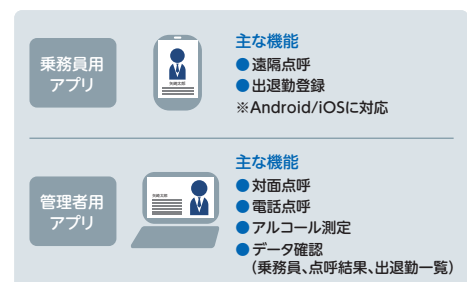 乗務員用
アプリ
主な機能
●遠隔点呼
●出退勤登録
※Android/iOSに対応
管理者用
アプリ
主な機能
●対面点呼
●電話点呼
●アルコール測定
●データ確認
(乗務員、点呼結果、出退勤一覧)